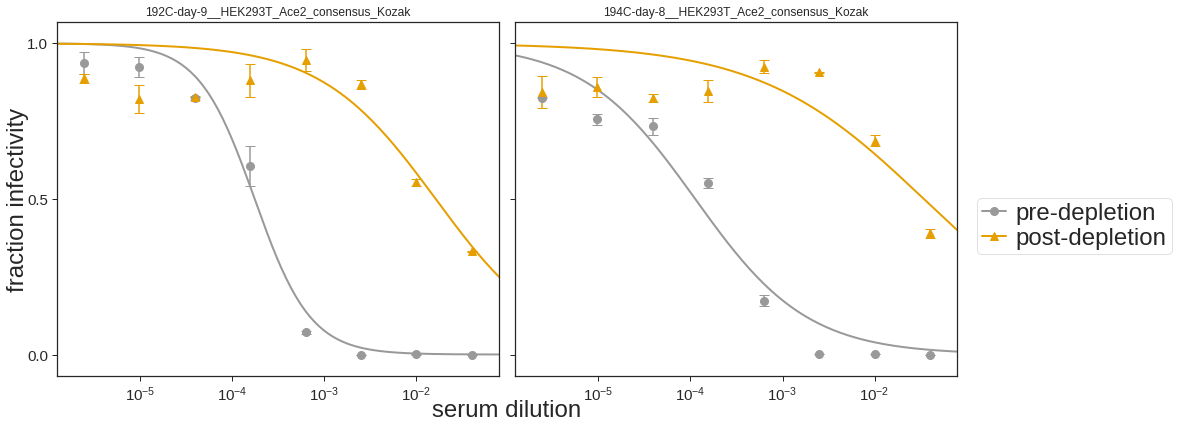 192C-day-9__HEK293T_Ace2_consensus_Kozak
194C-day-8__HEK293T_Ace2_consensus_Kozak
fraction infectivity
1.0
0.5
0.0
10⁻⁵
10⁻⁴
10⁻³
10⁻²
10⁻⁵
10⁻⁴
10⁻³
10⁻²
serum dilution
pre-depletion
post-depletion